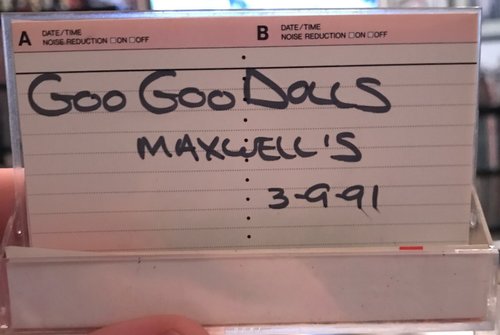 A DATE/TIME B DATE/TIME
NOISE REDUCTION □ON □OFF NOISE REDUCTION □ON □OFF
GOO GOO DOLLS
MAXWELL'S
3-9-91